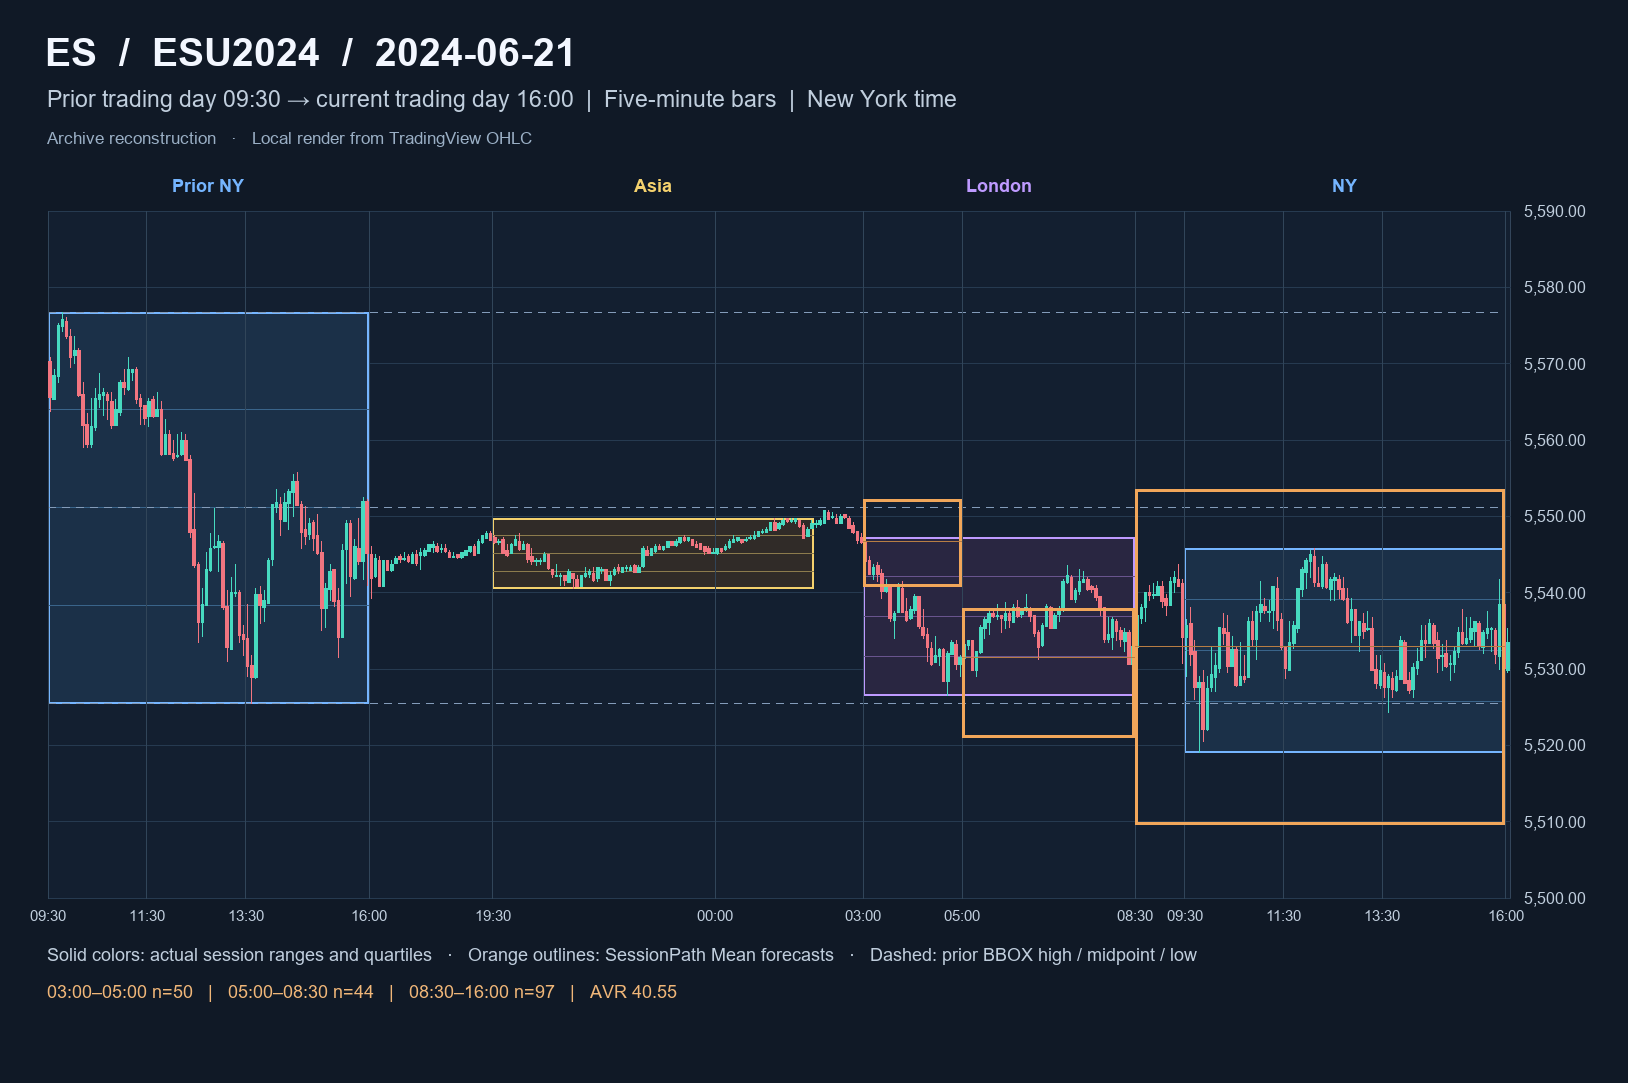 ES / ESU2024 / 2024-06-21
Prior trading day 09:30 → current trading day 16:00 | Five-minute bars | New York time
Archive reconstruction · Local render from TradingView OHLC
Prior NY Asia London NY
5,590.00
5,580.00
5,570.00
5,560.00
5,550.00
5,540.00
5,530.00
5,520.00
5,510.00
5,500.00
09:30 11:30 13:30 16:00 19:30 00:00 03:00 05:00 08:30 09:30 11:30 13:30 16:00
Solid colors: actual session ranges and quartiles · Orange outlines: SessionPath Mean forecasts · Dashed: prior BBOX high / midpoint / low
03:00–05:00 n=50 | 05:00–08:30 n=44 | 08:30–16:00 n=97 | AVR 40.55